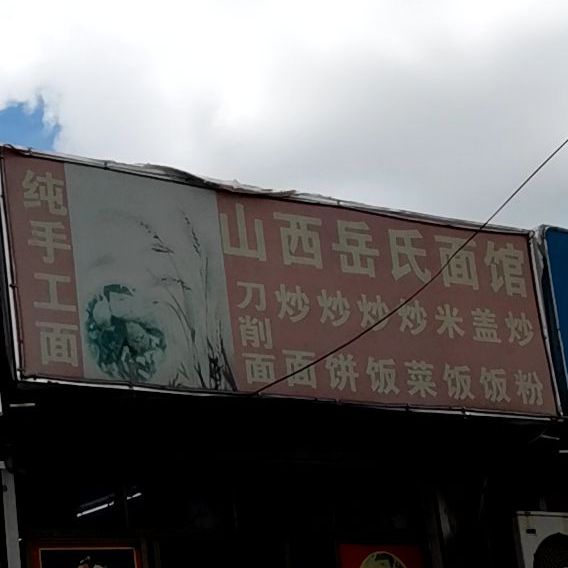 纯手工面
山西岳氏面馆
刀削面
炒面
炒饼
炒饭
炒菜
米饭
盖饭
炒粉